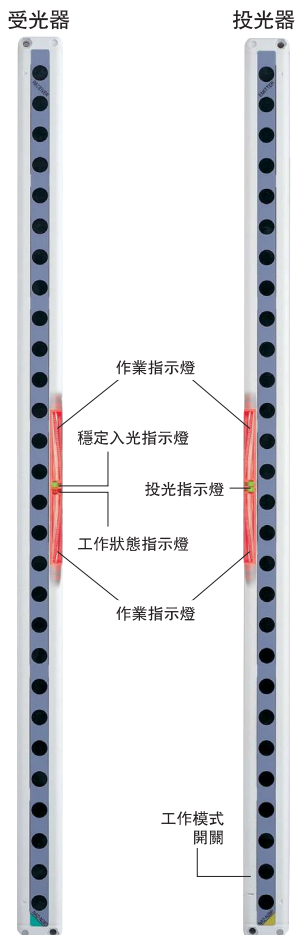 受光器
投光器
作業指示燈
穩定入光指示燈
投光指示燈
工作狀態指示燈
作業指示燈
工作模式
開關